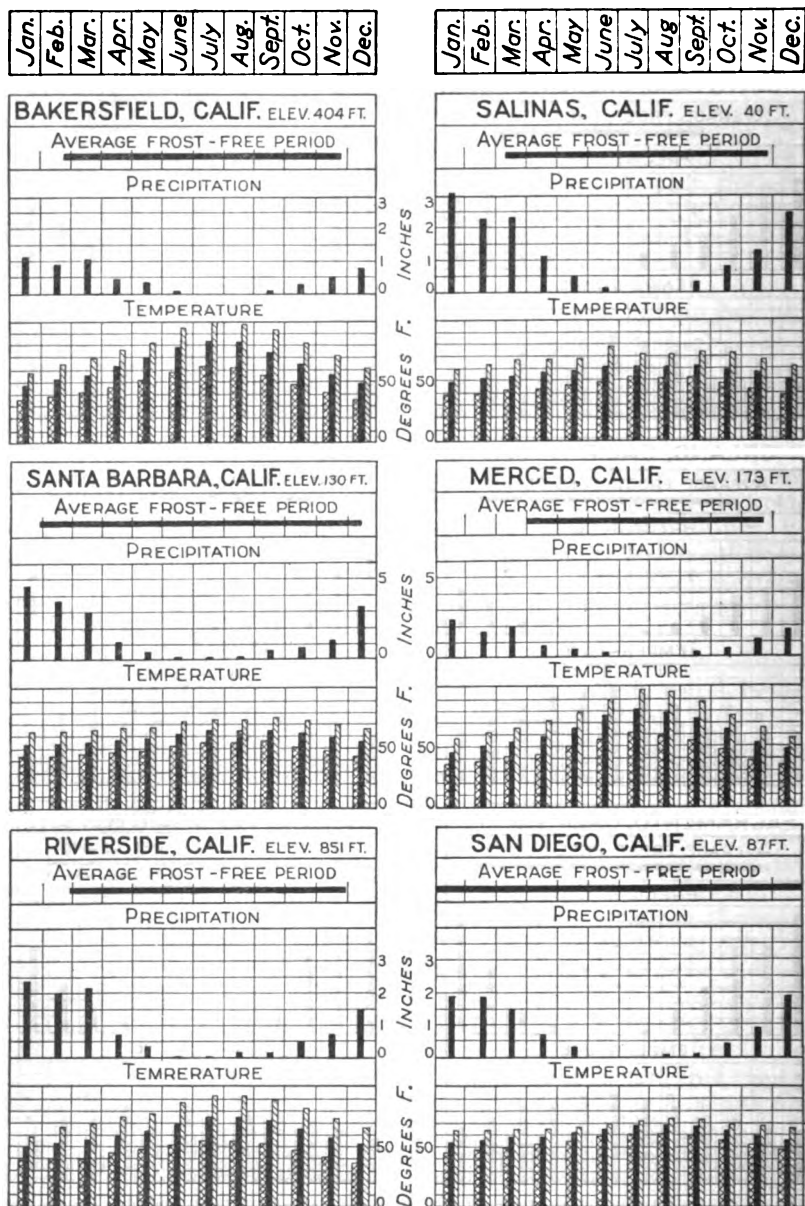 Jan. Feb. Mar. Apr. May June July Aug. Sept. Oct. Nov. Dec.
Jan. Feb. Mar. Apr. May June July Aug Sept. Oct. Nov. Dec.
BAKERSFIELD, CALIF. ELEV. 404 FT.
AVERAGE FROST-FREE PERIOD
PRECIPITATION
3
2
1
0
INCHES
TEMPERATURE
50
0
DEGREES F.
SALINAS, CALIF. ELEV. 40 FT.
AVERAGE FROST-FREE PERIOD
PRECIPITATION
3
2
1
0
TEMPERATURE
50
0
SANTA BARBARA, CALIF. ELEV. 130 FT.
AVERAGE FROST-FREE PERIOD
PRECIPITATION
5
0
INCHES
TEMPERATURE
50
0
DEGREES F.
MERCED, CALIF. ELEV. 173 FT.
AVERAGE FROST-FREE PERIOD
PRECIPITATION
5
0
TEMPERATURE
50
0
RIVERSIDE, CALIF. ELEV. 851 FT.
AVERAGE FROST-FREE PERIOD
PRECIPITATION
3
2
1
0
INCHES
TEMRERATURE
50
0
DEGREES F.
SAN DIEGO, CALIF. ELEV. 87 FT.
AVERAGE FROST-FREE PERIOD
PRECIPITATION
3
2
1
0
TEMPERATURE
50
0